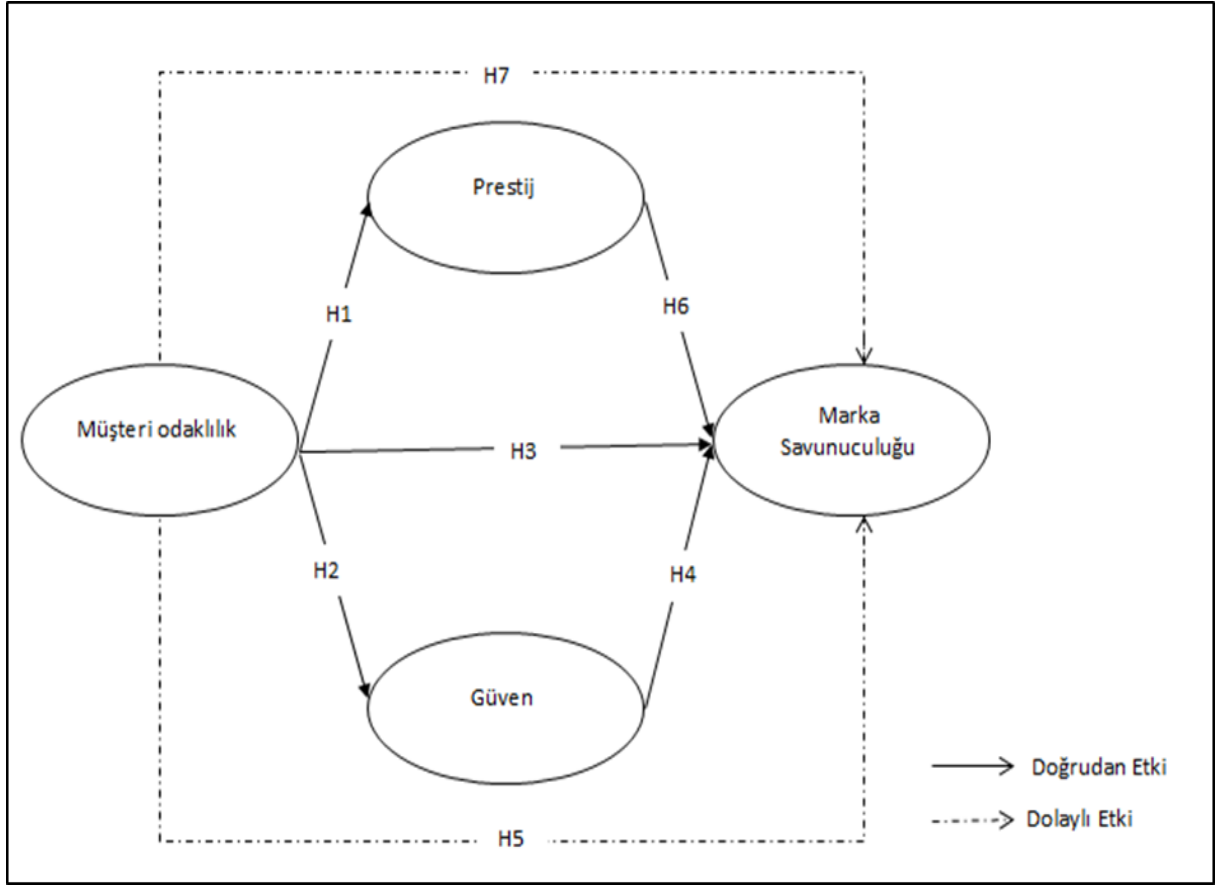 H7
Prestij
H1
H6
Müşteri odaklılık
H3
Marka
Savunuculuğu
H2
H4
Güven
Doğrudan Etki
Dolaylı Etki
H5